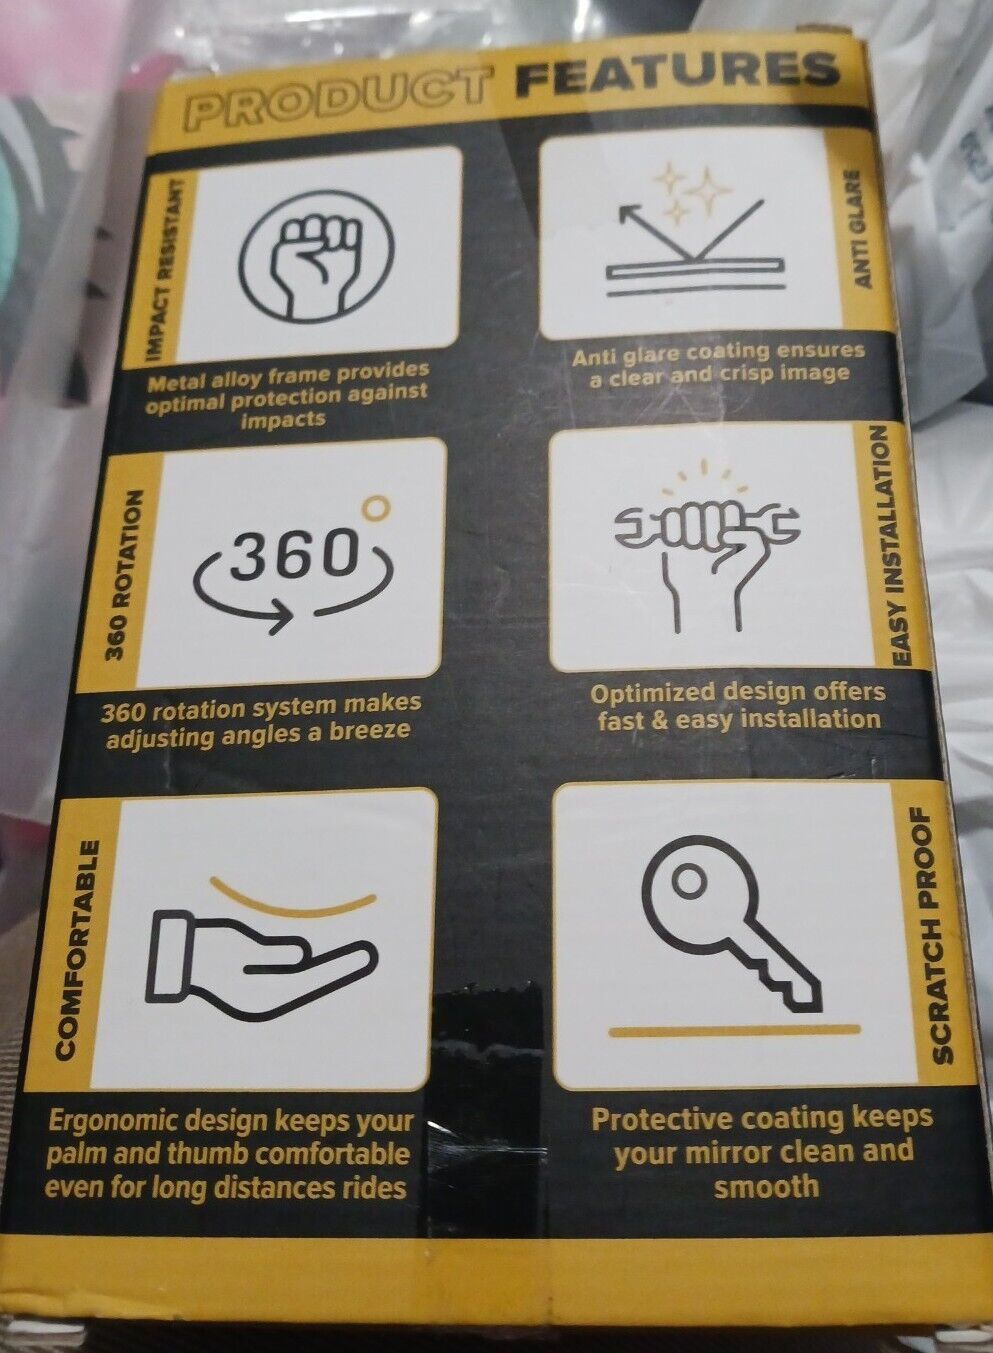 PRODUCT FEATURES
IMPACT RESISTANT
Metal alloy frame provides
optimal protection against
impacts
ANTI GLARE
Anti glare coating ensures
a clear and crisp image
360 ROTATION
360
360 rotation system makes
adjusting angles a breeze
EASY INSTALLATION
Optimized design offers
fast & easy installation
COMFORTABLE
Ergonomic design keeps your
palm and thumb comfortable
even for long distances rides
SCRATCH PROOF
Protective coating keeps
your mirror clean and
smooth